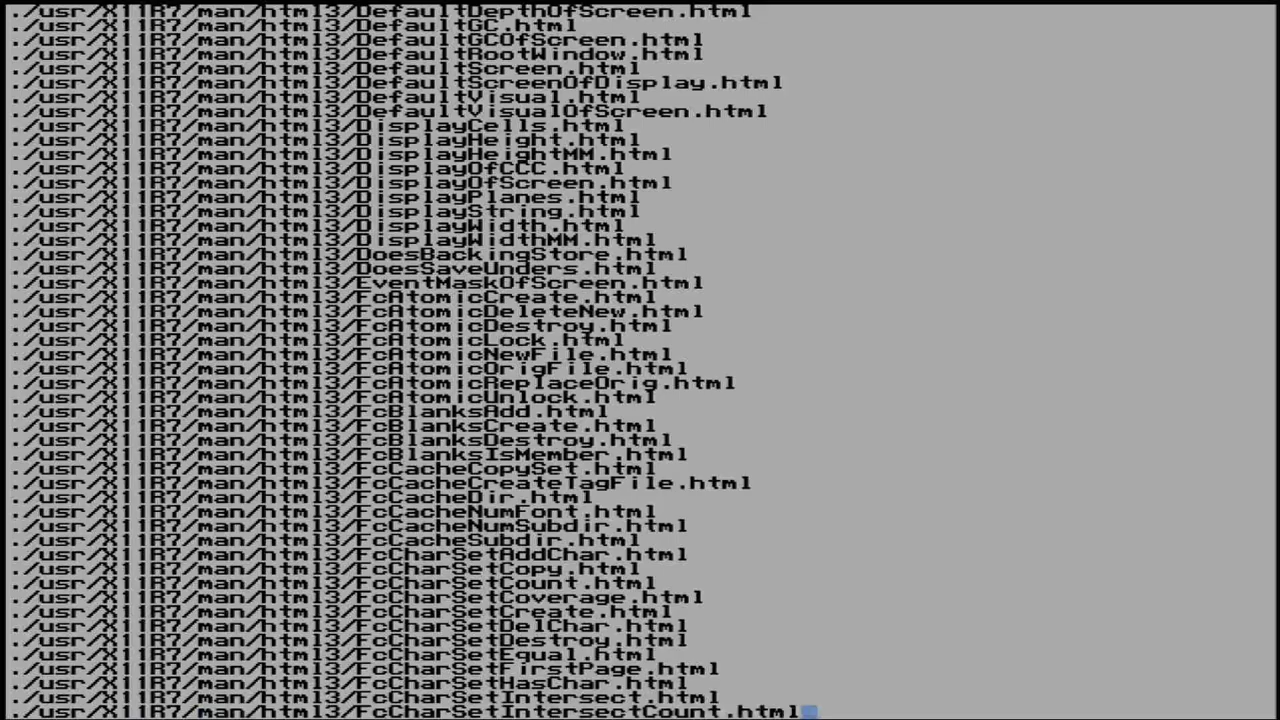 ./usr/X11R7/man/html3/DefaultDepthOfScreen.html
./usr/X11R7/man/html3/DefaultGC.html
./usr/X11R7/man/html3/DefaultGCOfScreen.html
./usr/X11R7/man/html3/DefaultRootWindow.html
./usr/X11R7/man/html3/DefaultScreen.html
./usr/X11R7/man/html3/DefaultScreenOfDisplay.html
./usr/X11R7/man/html3/DefaultVisual.html
./usr/X11R7/man/html3/DefaultVisualOfScreen.html
./usr/X11R7/man/html3/DisplayCells.html
./usr/X11R7/man/html3/DisplayHeight.html
./usr/X11R7/man/html3/DisplayHeightMM.html
./usr/X11R7/man/html3/DisplayOfCCC.html
./usr/X11R7/man/html3/DisplayOfScreen.html
./usr/X11R7/man/html3/DisplayPlanes.html
./usr/X11R7/man/html3/DisplayString.html
./usr/X11R7/man/html3/DisplayWidth.html
./usr/X11R7/man/html3/DisplayWidthMM.html
./usr/X11R7/man/html3/DoesBackingStore.html
./usr/X11R7/man/html3/DoesSaveUnders.html
./usr/X11R7/man/html3/EventMaskOfScreen.html
./usr/X11R7/man/html3/FcAtomicCreate.html
./usr/X11R7/man/html3/FcAtomicDeleteNew.html
./usr/X11R7/man/html3/FcAtomicDestroy.html
./usr/X11R7/man/html3/FcAtomicLock.html
./usr/X11R7/man/html3/FcAtomicNewFile.html
./usr/X11R7/man/html3/FcAtomicOrigFile.html
./usr/X11R7/man/html3/FcAtomicReplaceOrig.html
./usr/X11R7/man/html3/FcAtomicUnlock.html
./usr/X11R7/man/html3/FcBlanksAdd.html
./usr/X11R7/man/html3/FcBlanksCreate.html
./usr/X11R7/man/html3/FcBlanksDestroy.html
./usr/X11R7/man/html3/FcBlanksIsMember.html
./usr/X11R7/man/html3/FcCacheCopySet.html
./usr/X11R7/man/html3/FcCacheCreateTagFile.html
./usr/X11R7/man/html3/FcCacheDir.html
./usr/X11R7/man/html3/FcCacheNumFont.html
./usr/X11R7/man/html3/FcCacheNumSubdir.html
./usr/X11R7/man/html3/FcCacheSubdir.html
./usr/X11R7/man/html3/FcCharSetAddChar.html
./usr/X11R7/man/html3/FcCharSetCopy.html
./usr/X11R7/man/html3/FcCharSetCount.html
./usr/X11R7/man/html3/FcCharSetCoverage.html
./usr/X11R7/man/html3/FcCharSetCreate.html
./usr/X11R7/man/html3/FcCharSetDelChar.html
./usr/X11R7/man/html3/FcCharSetDestroy.html
./usr/X11R7/man/html3/FcCharSetEqual.html
./usr/X11R7/man/html3/FcCharSetFirstPage.html
./usr/X11R7/man/html3/FcCharSetHasChar.html
./usr/X11R7/man/html3/FcCharSetIntersect.html
./usr/X11R7/man/html3/FcCharSetIntersectCount.html